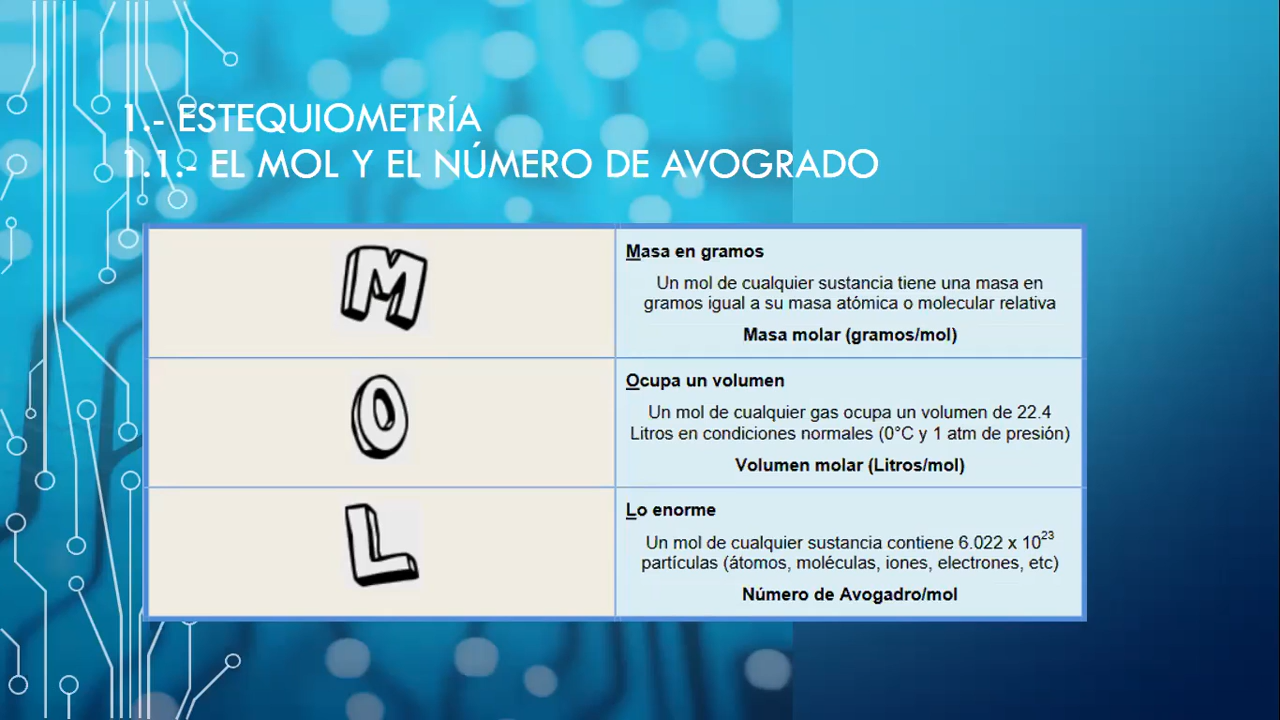 1.- ESTEQUIOMETRÍA
1.1.- EL MOL Y EL NÚMERO DE AVOGRADO
M
Masa en gramos
Un mol de cualquier sustancia tiene una masa en
gramos igual a su masa atómica o molecular relativa
Masa molar (gramos/mol)
O
Ocupa un volumen
Un mol de cualquier gas ocupa un volumen de 22.4
Litros en condiciones normales (0°C y 1 atm de presión)
Volumen molar (Litros/mol)
L
Lo enorme
Un mol de cualquier sustancia contiene 6.022 x 10²³
partículas (átomos, moléculas, iones, electrones, etc)
Número de Avogadro/mol